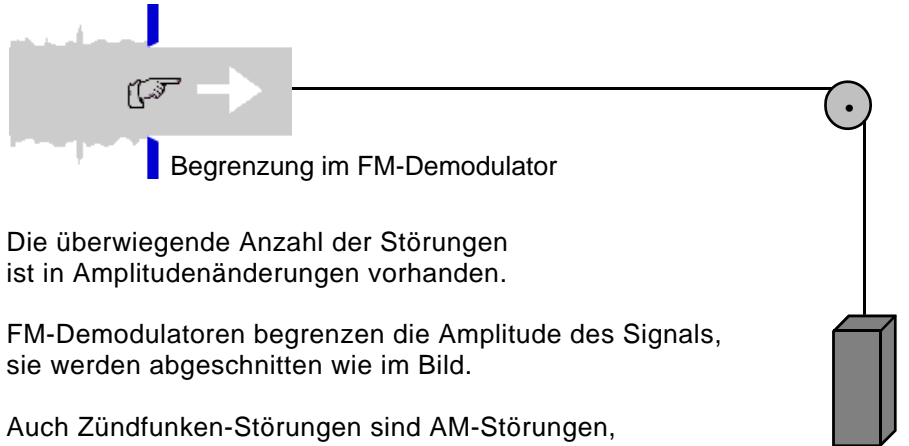 Begrenzung im FM-Demodulator
Die überwiegende Anzahl der Störungen
ist in Amplitudenänderungen vorhanden.
FM-Demodulatoren begrenzen die Amplitude des Signals,
sie werden abgeschnitten wie im Bild.
Auch Zündfunken-Störungen sind AM-Störungen,